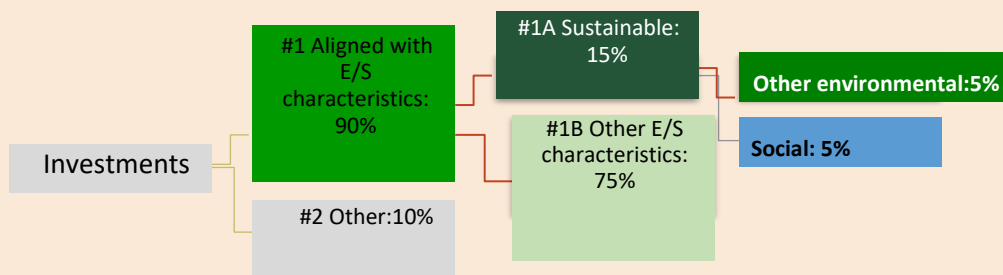 Investments
#1 Aligned with
E/S
characteristics:
90%
#2 Other:10%
#1A Sustainable:
15%
#1B Other E/S
characteristics:
75%
Other environmental:5%
Social: 5%